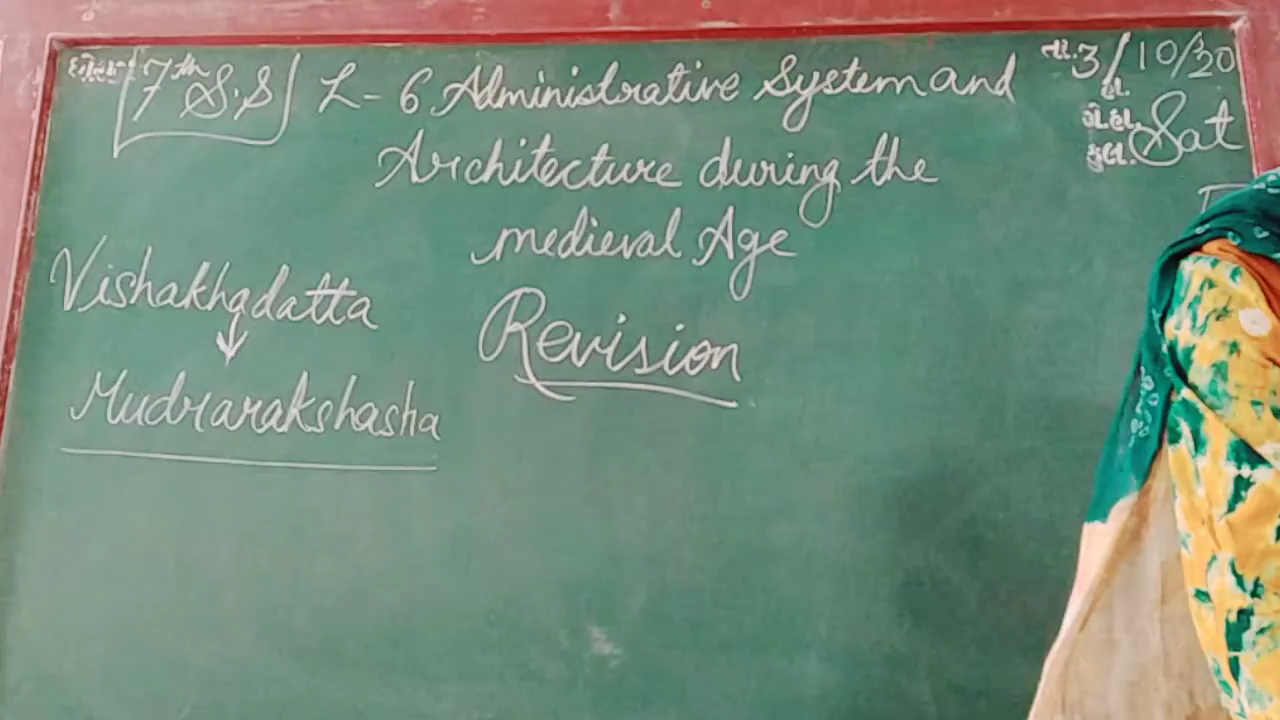 7th S.S L-6 Administrative System and
Architecture during the
medieval Age
Revision
Vishakhadatta
↓
Mudrarakshasha
તા. 3/10/20
Sat